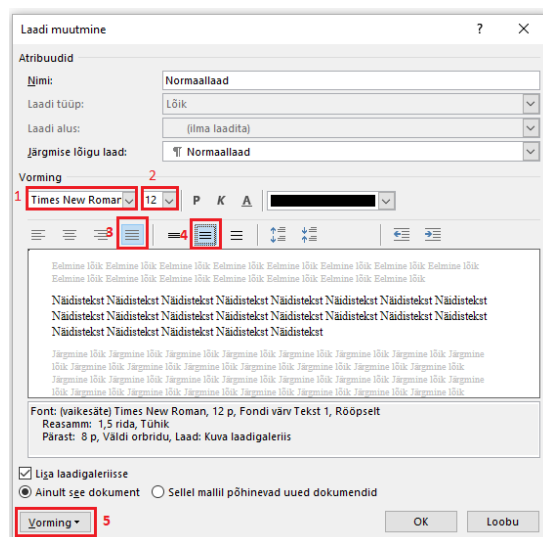 Laadi muutmine ? ×
Atribuudid
Nimi: Normaallaad
Laadi tüüp: Lõik
Laadi alus: (ilma laadita)
Järgmise lõigu laad: ¶ Normaallaad
Vorming 2
1 Times New Romar 12 P K A
3 4
Eelmine lõik Eelmine lõik Eelmine lõik Eelmine lõik Eelmine lõik Eelmine lõik Eelmine lõik Eelmine lõik
Eelmine lõik Eelmine lõik Eelmine lõik Eelmine lõik Eelmine lõik Eelmine lõik Eelmine lõik
Näidistekst Näidistekst Näidistekst Näidistekst Näidistekst Näidistekst Näidistekst Näidistekst
Näidistekst Näidistekst Näidistekst Näidistekst Näidistekst Näidistekst Näidistekst Näidistekst
Näidistekst Näidistekst Näidistekst Näidistekst Näidistekst
Järgmine lõik Järgmine lõik Järgmine lõik Järgmine lõik Järgmine lõik Järgmine lõik Järgmine
lõik Järgmine lõik Järgmine lõik Järgmine lõik Järgmine lõik Järgmine lõik Järgmine lõik
Järgmine lõik Järgmine lõik Järgmine lõik Järgmine lõik Järgmine lõik Järgmine lõik Järgmine
lõik Järgmine lõik Järgmine lõik Järgmine lõik Järgmine lõik Järgmine lõik Järgmine lõik
Font: (vaikesäte) Times New Roman, 12 p, Fondi värv Tekst 1, Rööpselt
Reasamm: 1,5 rida, Tühik
Pärast: 8 p, Väldi orbridu, Laad: Kuva laadigaleriis
Lisa laadigaleriisse
Ainult see dokument Sellel mallil põhinevad uued dokumendid
Vorming 5 OK Loobu